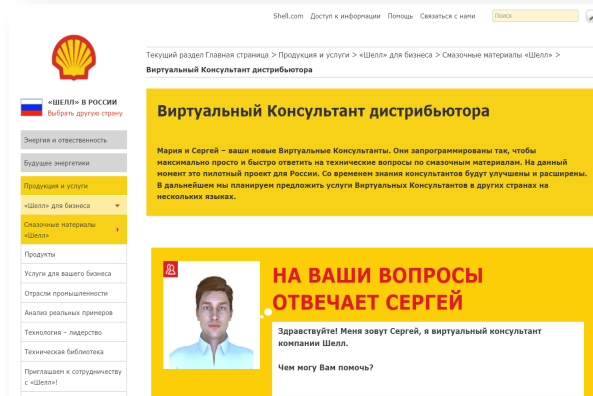 Shell.com Доступ к информации Помощь Связаться с нами Поиск
Текущий раздел Главная страница > Продукция и услуги > «Шелл» для бизнеса > Смазочные материалы «Шелл» >
Виртуальный Консультант дистрибьютора
«ШЕЛЛ» В РОССИИ
Выбрать другую страну
Энергия и отвественность
Будущее энергетики
Продукция и услуги
«Шелл» для бизнеса
Смазочные материалы
«Шелл»
Продукты
Услуги для вашего бизнеса
Отрасли промышленности
Анализ реальных примеров
Технология – лидерство
Техническая библиотека
Приглашаем к сотрудничеству
с «Шелл»!
Виртуальный Консультант дистрибьютора
Мария и Сергей – ваши новые Виртуальные Консультанты. Они запрограммированы так, чтобы
максимально просто и быстро ответить на технические вопросы по смазочным материалам. На данный
момент это пилотный проект для России. Со временем знания консультантов будут улучшены и расширены.
В дальнейшем мы планируем предложить услуги Виртуальных Консультантов в других странах на
нескольких языках.
НА ВАШИ ВОПРОСЫ
ОТВЕЧАЕТ СЕРГЕЙ
Здравствуйте! Меня зовут Сергей, я виртуальный консультант
компании Шелл.
Чем могу Вам помочь?